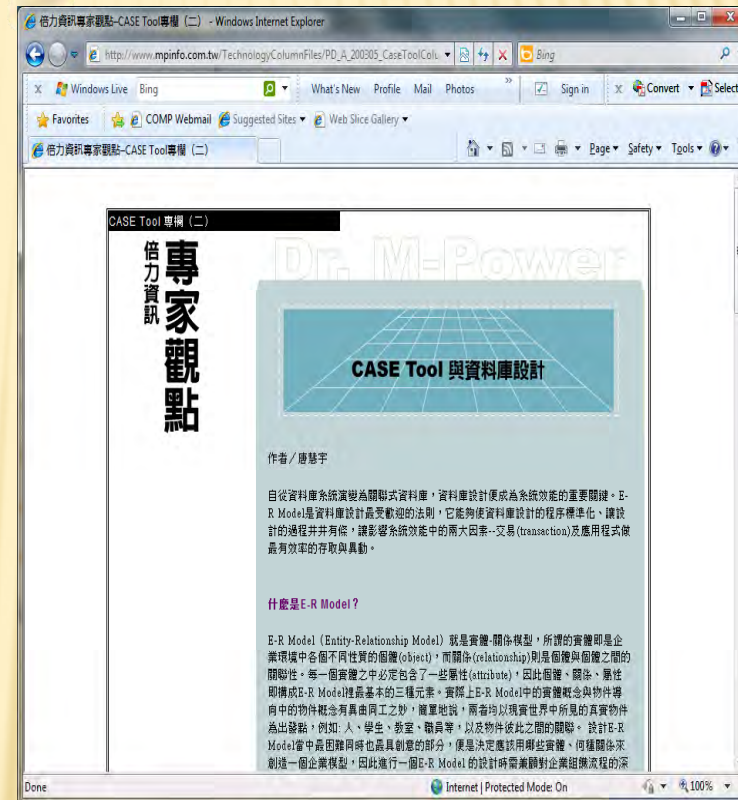 倍力資訊專家觀點–CASE Tool專欄（二） - Windows Internet Explorer
http://www.mpinfo.com.tw/TechnologyColumnFiles/PD_A_200305_CaseToolColu
Bing
x Windows Live Bing What's New Profile Mail Photos » Sign in x Convert Select
Favorites COMP Webmail Suggested Sites Web Slice Gallery
倍力資訊專家觀點–CASE Tool專欄（二） Page Safety Tools
CASE Tool 專欄（二）
倍力資訊
專家觀點
Dr. M-Power
CASE Tool 與資料庫設計
作者／唐慧宇
自從資料庫系統演變為關聯式資料庫，資料庫設計便成為系統效能的重要關鍵。E-
R Model是資料庫設計最受歡迎的法則，它能夠使資料庫設計的程序標準化、讓設
計的過程井井有條，讓影響系統效能中的兩大因素--交易(transaction)及應用程式做
最有效率的存取與異動。
什麼是E-R Model？
E-R Model（Entity-Relationship Model）就是實體-關係模型，所謂的實體即是企
業環境中各個不同性質的個體(object)，而關係(relationship)則是個體與個體之間的
關聯性。每一個實體之中必定包含了一些屬性(attribute)，因此個體、關係、屬性
即構成E-R Model裡最基本的三種元素。實際上E-R Model中的實體概念與物件導
向中的物件概念有異曲同工之妙，簡單地說，兩者均以現實世界中所見的真實物件
為出發點，例如: 人、學生、教室、職員等，以及物件彼此之間的關聯。 設計E-R
Model當中最困難同時也最具創意的部分，便是決定應該用哪些實體、何種關係來
創造一個企業模型，因此進行一個E-R Model 的設計時需兼顧對企業組織流程的深
Done Internet | Protected Mode: On 100%